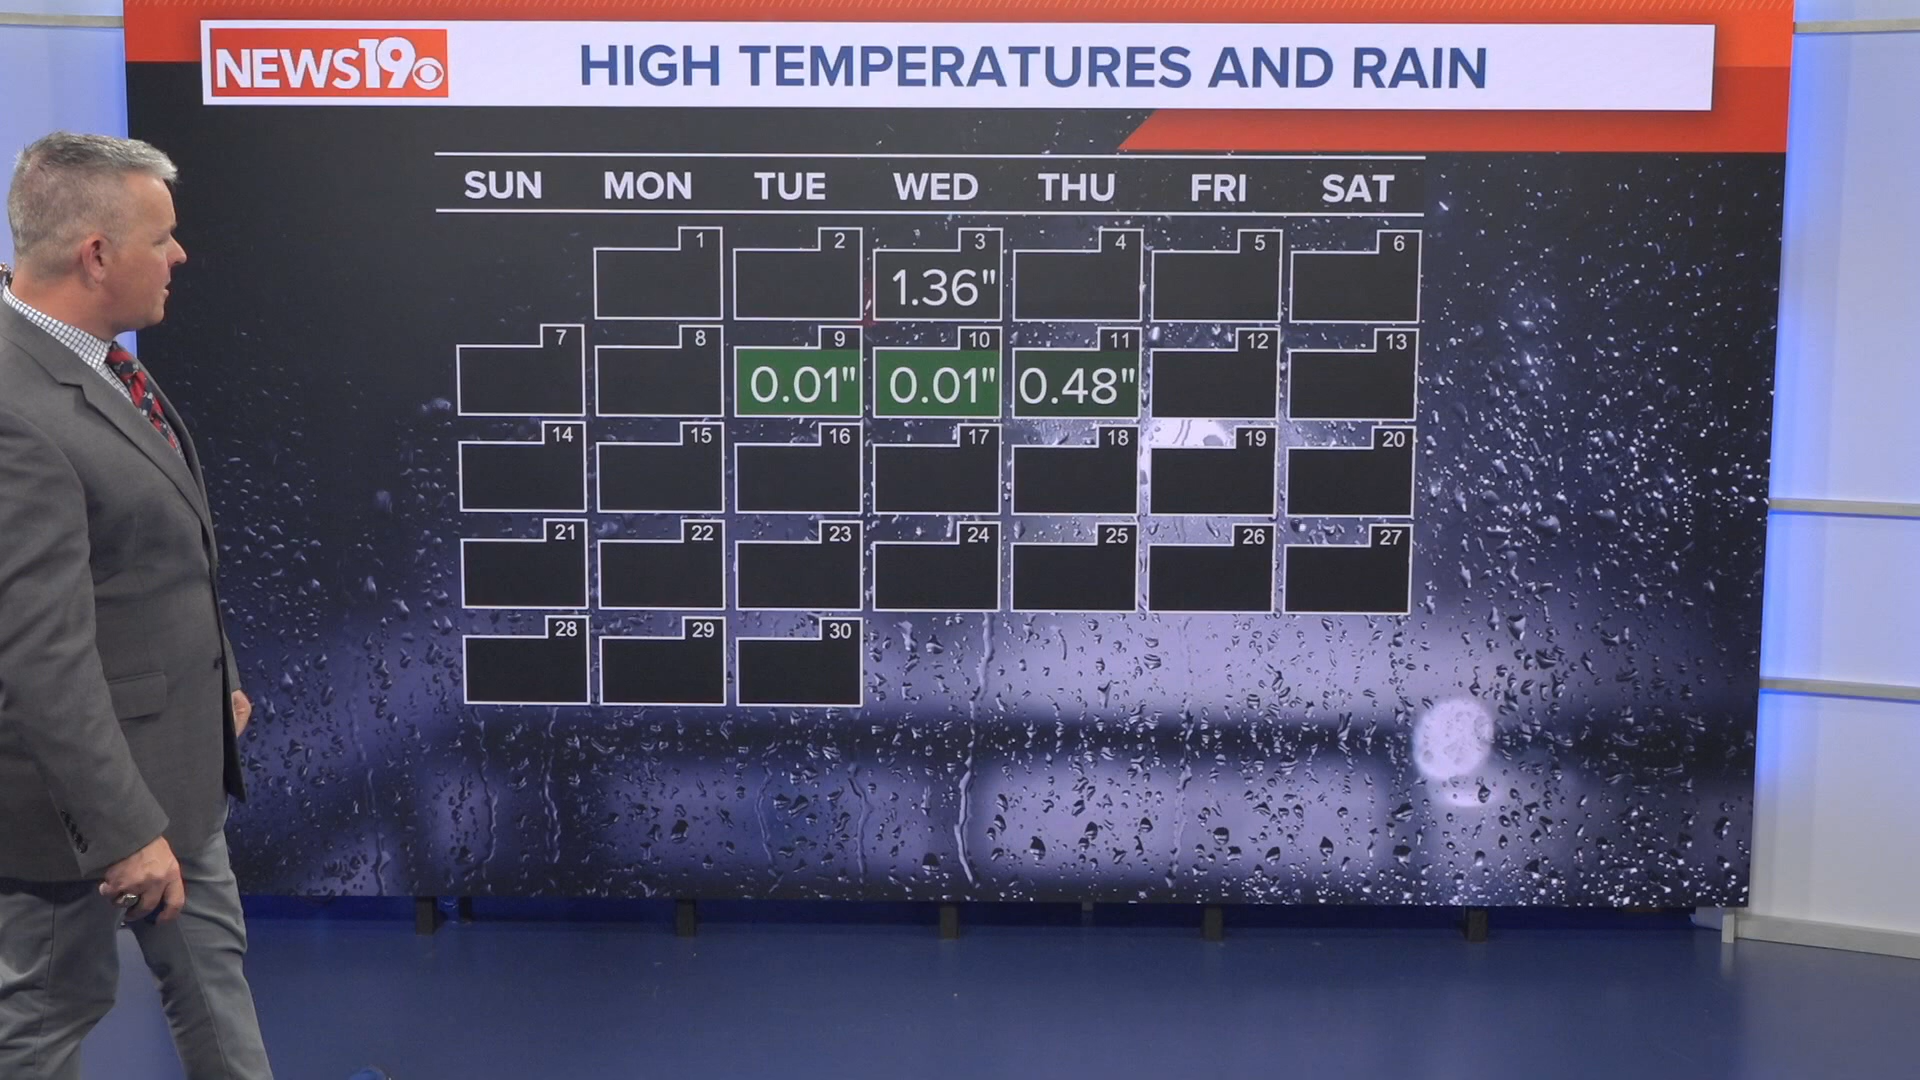 NEWS19
HIGH TEMPERATURES AND RAIN
SUN MON TUE WED THU FRI SAT
1 2 3 4 5 6
1.36"
7 8 9 10 11 12 13
0.01" 0.01" 0.48"
14 15 16 17 18 19 20
21 22 23 24 25 26 27
28 29 30